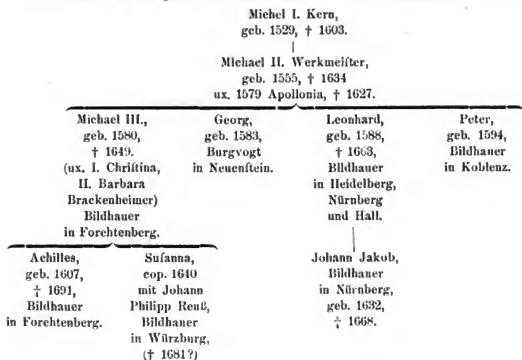 Michel I. Kern,
geb. 1529, † 1603.
Michael II. Werkmeiſter,
geb. 1555, † 1634
ux. 1579 Apollonia, † 1627.
Michael III.,
geb. 1580,
† 1649.
(ux. I. Chriſtina,
II. Barbara
Brackenheimer)
Bildhauer
in Forchtenberg.
Georg,
geb. 1583,
Burgvogt
in Neuenſtein.
Leonhard,
geb. 1588,
† 1663,
Bildhauer
in Heidelberg,
Nürnberg
und Hall.
Peter,
geb. 1594,
Bildhauer
in Koblenz.
Achilles,
geb. 1607,
† 1691,
Bildhauer
in Forchtenberg.
Suſanna,
cop. 1640
mit Johann
Philipp Renß,
Bildhauer
in Würzburg,
(† 1681?)
Johann Jakob,
Bildhauer
in Nürnberg,
geb. 1632,
† 1668.